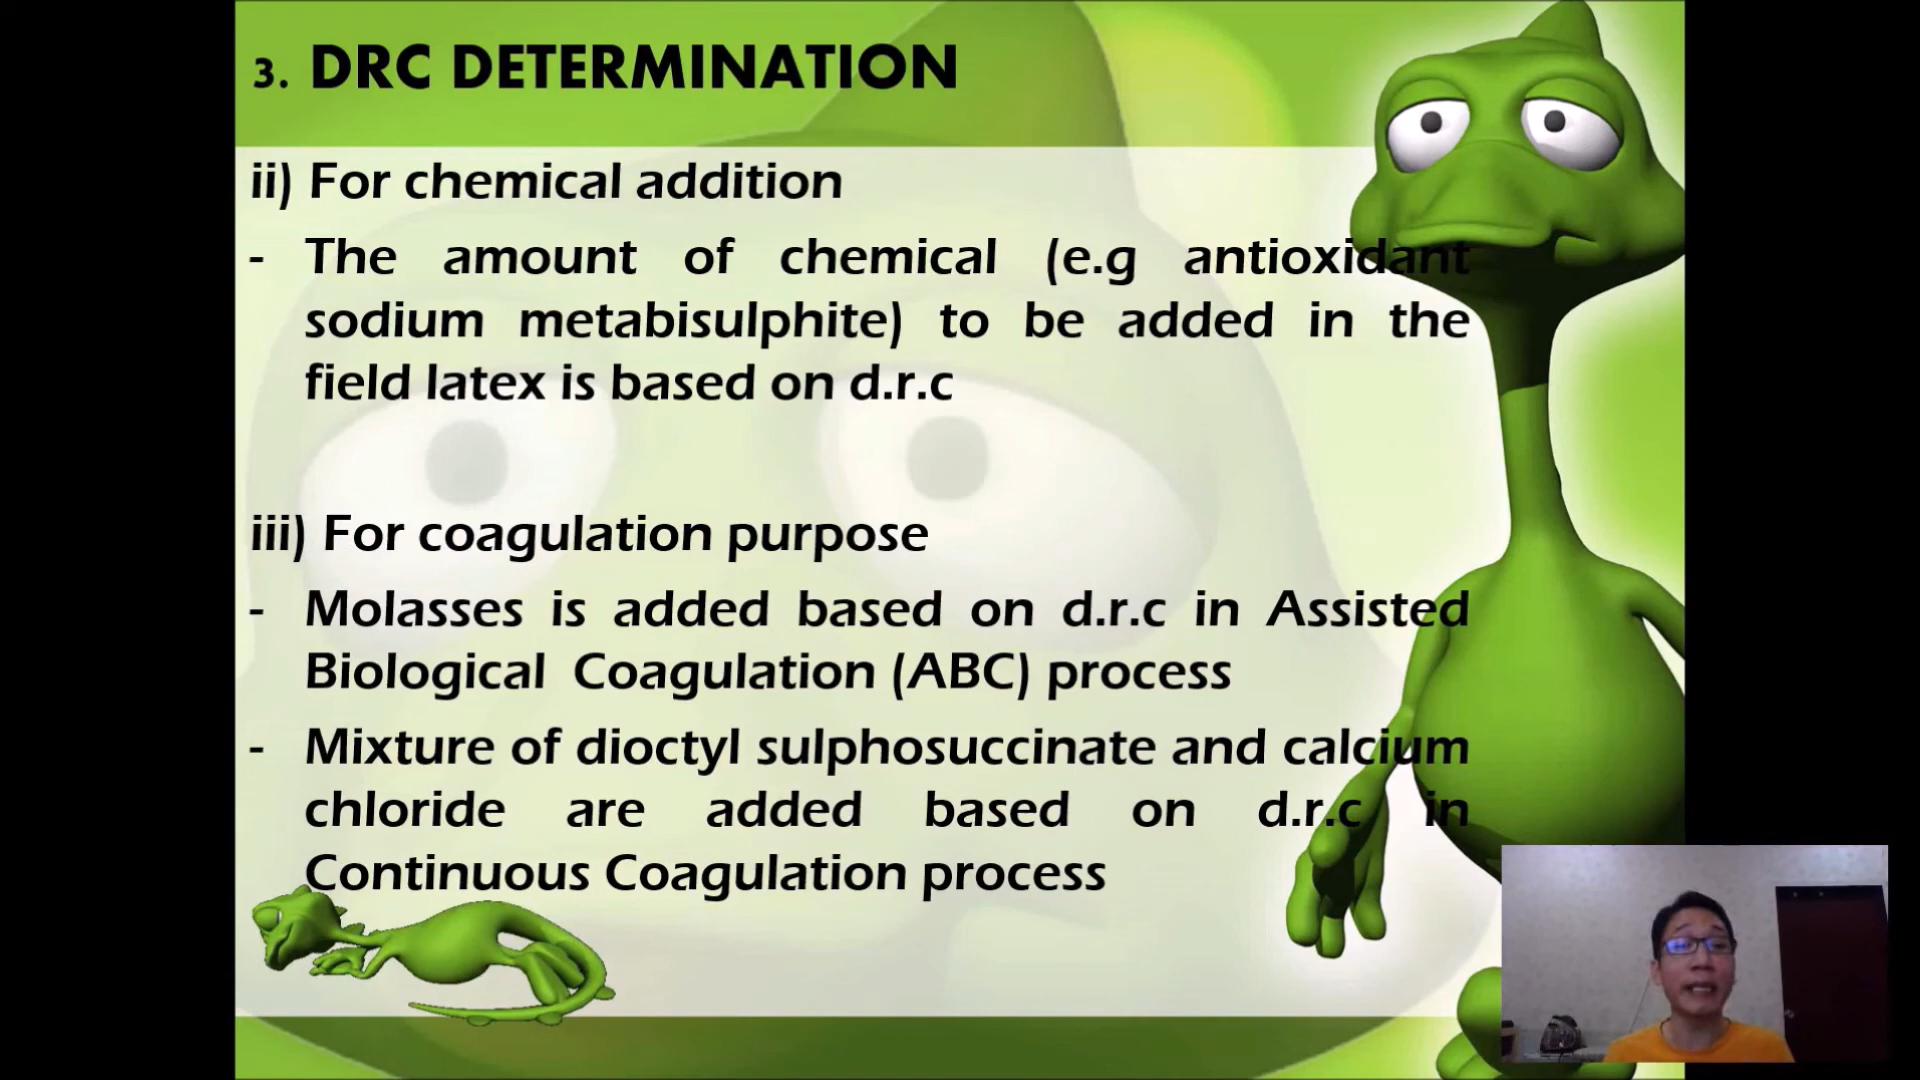 3. DRC DETERMINATION
ii) For chemical addition
- The amount of chemical (e.g antioxidant
sodium metabisulphite) to be added in the
field latex is based on d.r.c
iii) For coagulation purpose
- Molasses is added based on d.r.c in Assisted
Biological Coagulation (ABC) process
- Mixture of dioctyl sulphosuccinate and calcium
chloride are added based on d.r.c in
Continuous Coagulation process